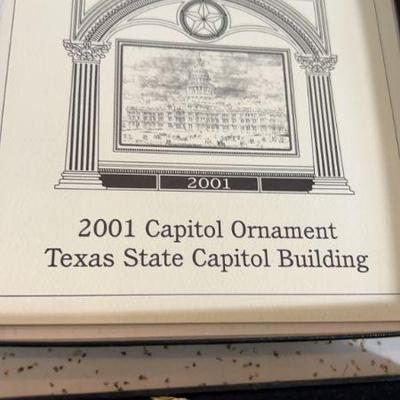 2001
2001 Capitol Ornament
Texas State Capitol Building